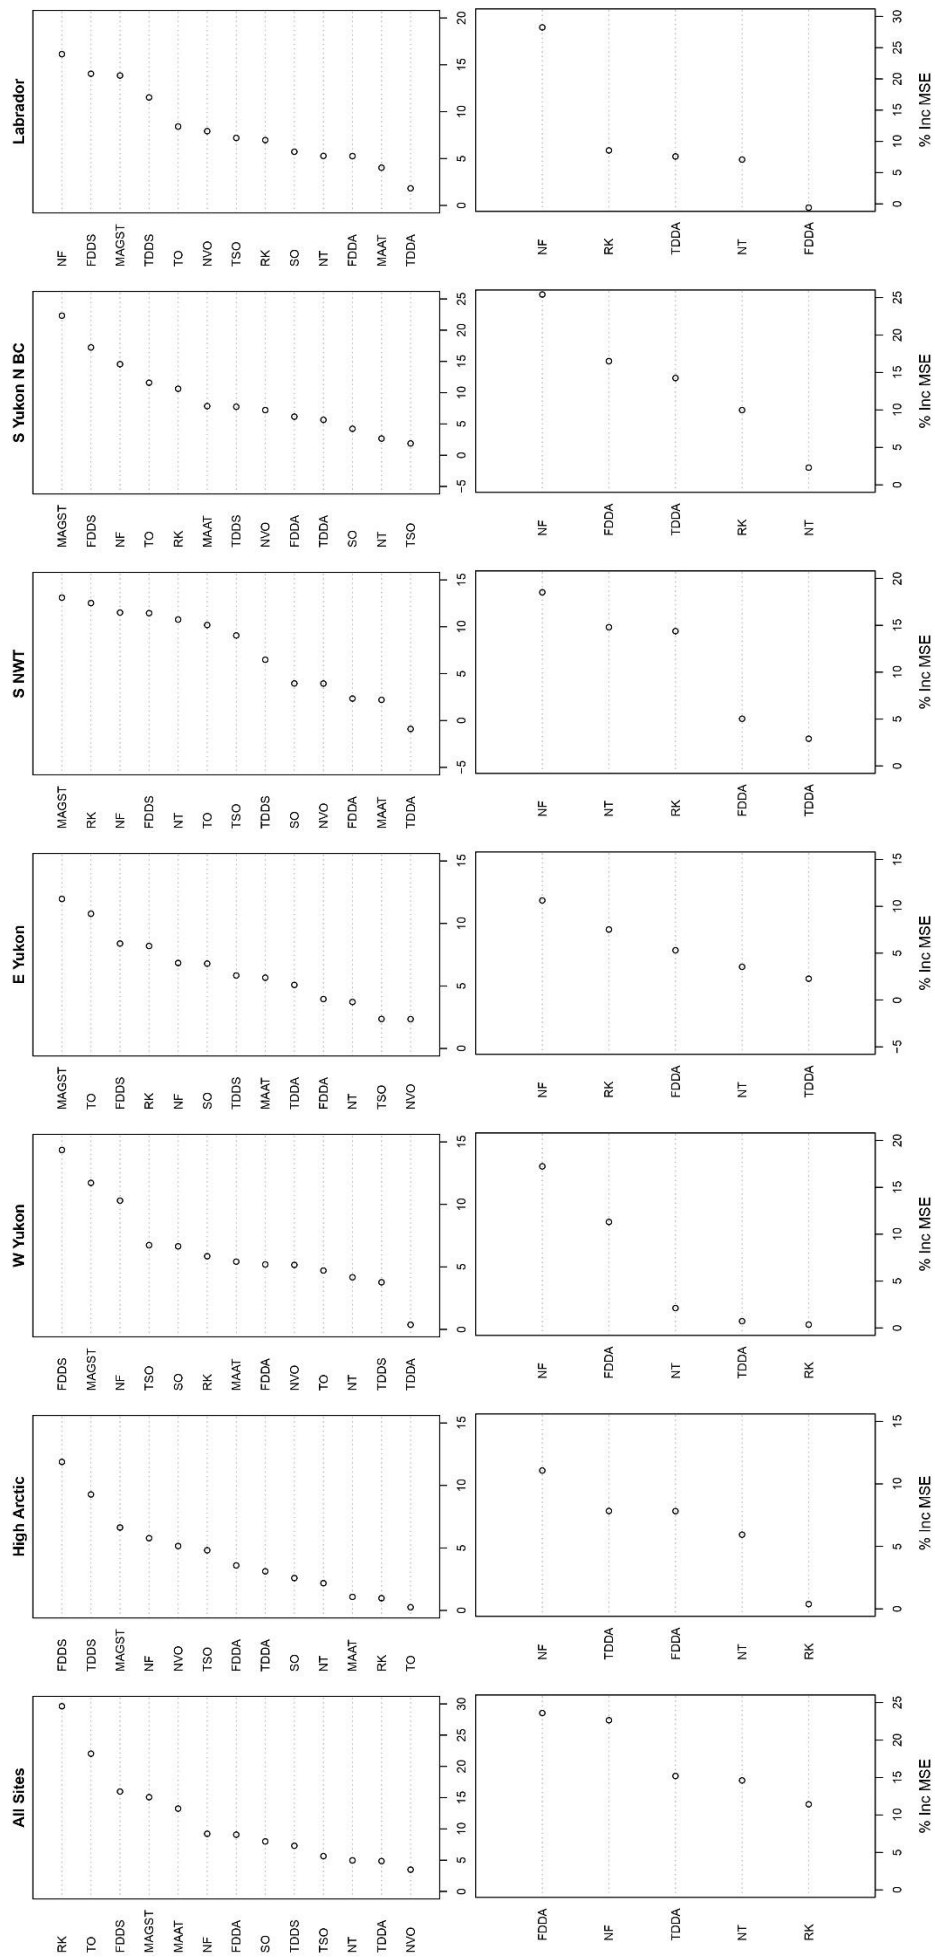 All Sites
RK
TO
FDDS
MAGST
MAAT
NF
FDDA
SO
TDDS
TSO
NT
TDDA
NVO
0 5 10 15 20 25 30
High Arctic
FDDS
TDDS
MAGST
NF
NVO
TSO
FDDA
TDDA
SO
NT
MAAT
RK
TO
0 5 10 15
W Yukon
FDDS
MAGST
NF
TSO
SO
RK
MAAT
FDDA
NVO
TO
NT
TDDS
TDDA
0 5 10 15
E Yukon
MAGST
TO
FDDS
RK
NF
SO
TDDS
MAAT
TDDA
FDDA
NT
TSO
NVO
0 5 10 15
S NWT
MAGST
RK
NF
FDDS
NT
TO
TSO
TDDS
SO
NVO
FDDA
MAAT
TDDA
−5 0 5 10 15
S Yukon N BC
MAGST
FDDS
NF
TO
RK
MAAT
TDDS
NVO
FDDA
TDDA
SO
NT
TSO
−5 0 5 10 15 20 25
Labrador
NF
FDDS
MAGST
TDDS
TO
NVO
TSO
RK
SO
NT
FDDA
MAAT
TDDA
0 5 10 15 20
FDDA
NF
TDDA
NT
RK
0 5 10 15 20 25
% Inc MSE
NF
TDDA
FDDA
NT
RK
0 5 10 15
% Inc MSE
NF
FDDA
NT
TDDA
RK
0 5 10 15 20
% Inc MSE
NF
RK
FDDA
NT
TDDA
−5 0 5 10 15
% Inc MSE
NF
NT
RK
FDDA
TDDA
0 5 10 15 20
% Inc MSE
NF
FDDA
TDDA
RK
NT
0 5 10 15 20 25
% Inc MSE
NF
RK
TDDA
NT
FDDA
0 5 10 15 20 25 30
% Inc MSE